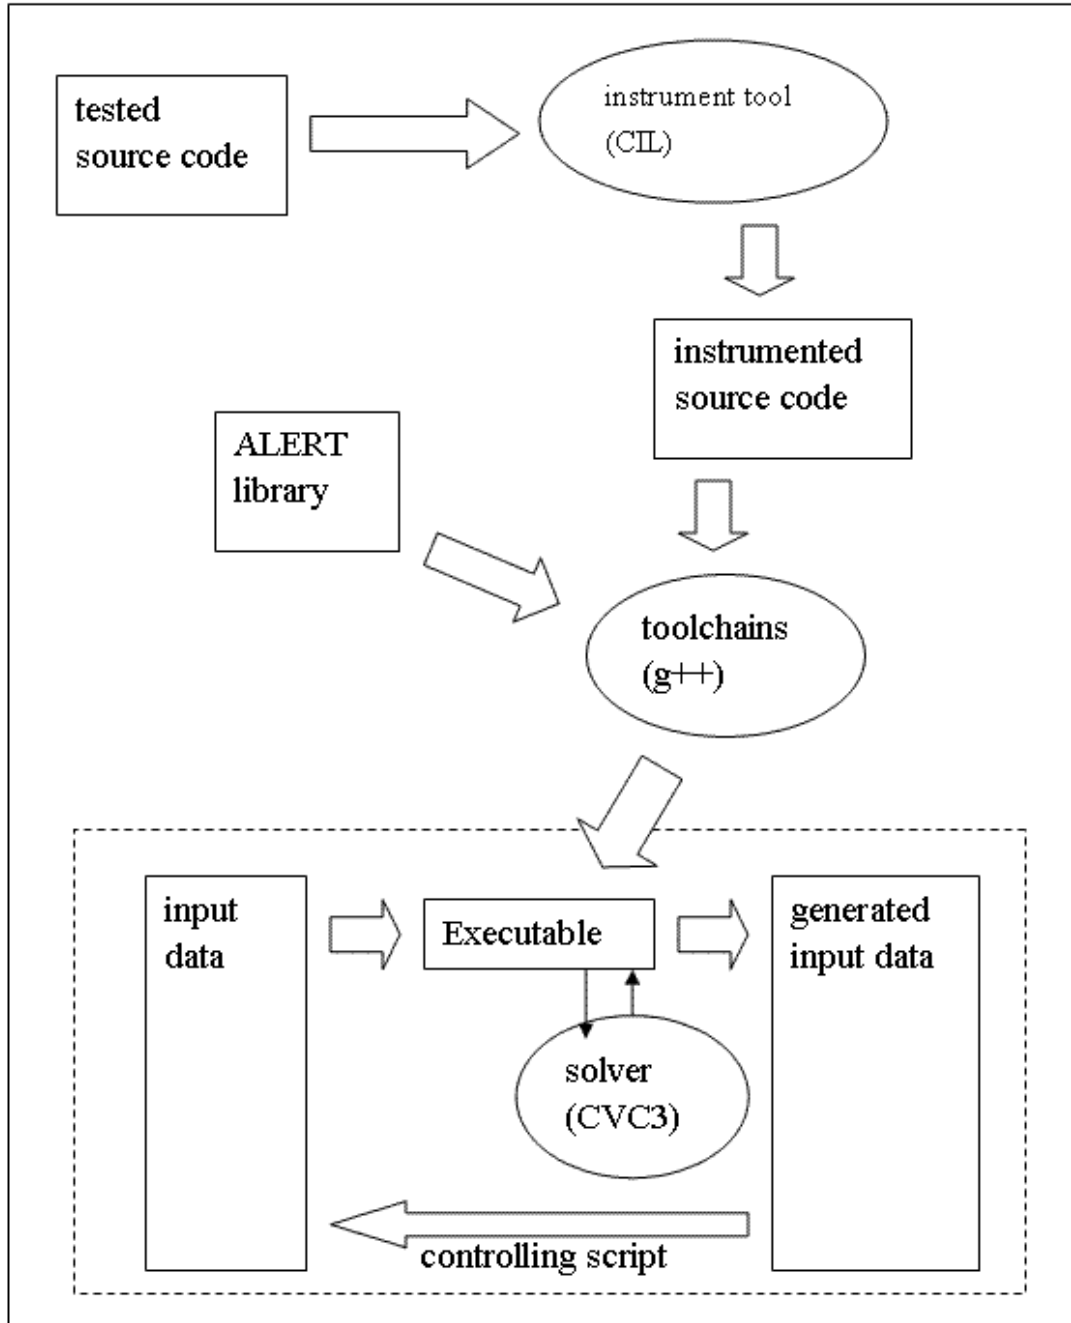 tested
source code
instrument tool
(CIL)
instrumented
source code
ALERT
library
toolchains
(g++)
input
data
Executable
generated
input data
solver
(CVC3)
controlling script